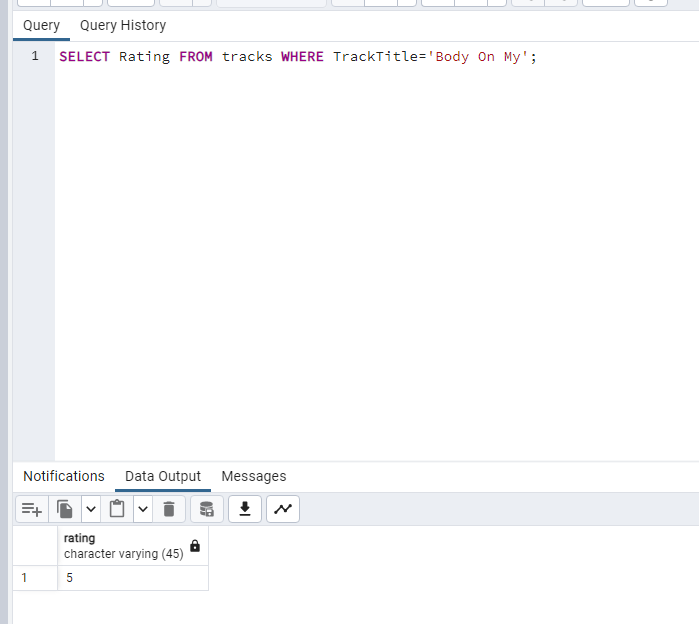 Query Query History
1 SELECT Rating FROM tracks WHERE TrackTitle='Body On My';
Notifications Data Output Messages
rating
character varying (45)
1 5